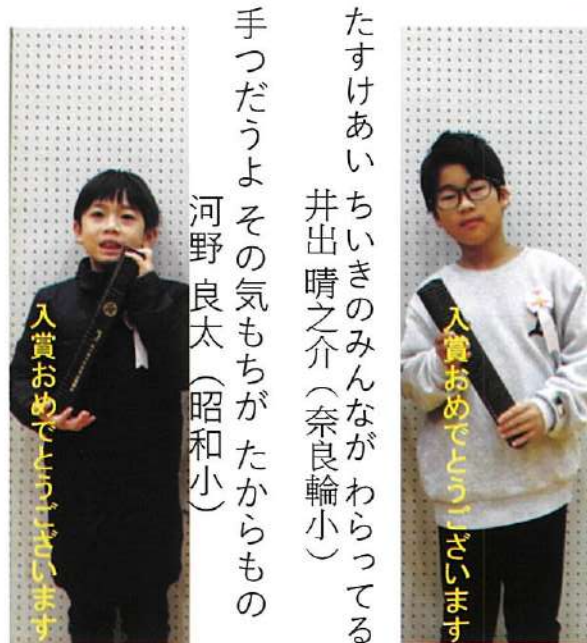 たすけあい ちいきのみんなが わらってる
井出 晴之介(奈良輪小)
手つだうよ その気もちが たからもの
河野 良太(昭和小)
入賞おめでとうございます
入賞おめでとうございます